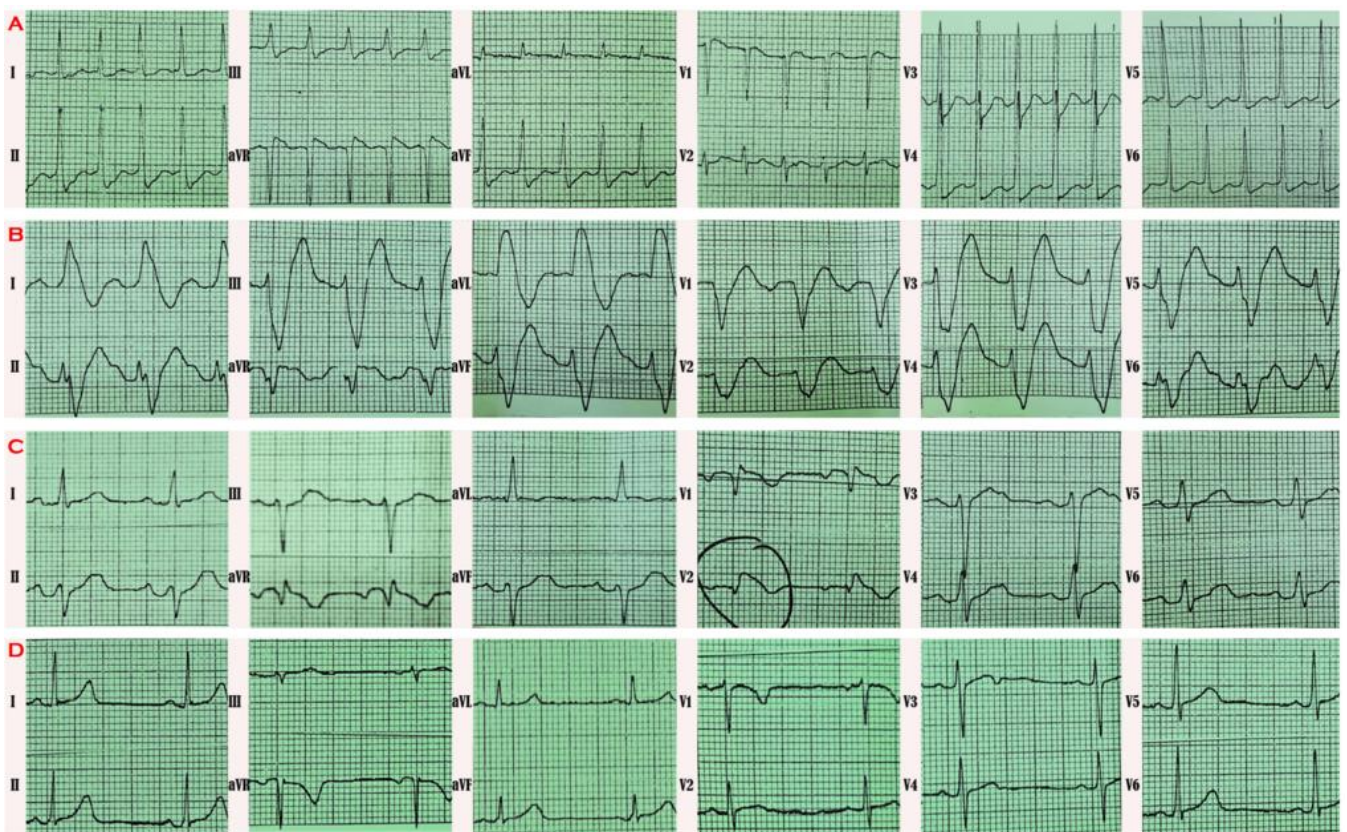 A
I III aVL V1 V3 V5
II aVR aVF V2 V4 V6
B
I III aVL V1 V3 V5
II aVR aVF V2 V4 V6
C
I III aVL V1 V3 V5
II aVR aVF V2 V4 V6
D
I III aVL V1 V3 V5
II aVR aVF V2 V4 V6